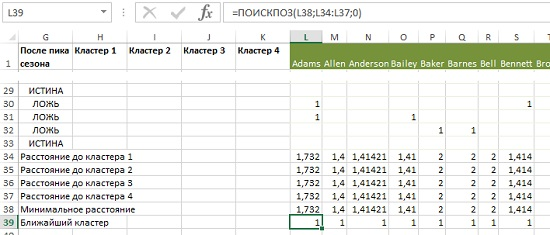 L39 fx =ПОИСКПОЗ(L38;L34:L37;0)
G H I J K L M N O P Q R S T
1 После пика сезона Кластер 1 Кластер 2 Кластер 3 Кластер 4 Adams Allen Anderson Bailey Baker Barnes Bell Bennett Bro
29 ИСТИНА
30 ЛОЖЬ 1 1
31 ЛОЖЬ 1 1
32 ЛОЖЬ 1 1
33 ИСТИНА
34 Расстояние до кластера 1 1,732 1,4 1,41421 1,41 2 2 2 1,414
35 Расстояние до кластера 2 1,732 1,4 1,41421 1,41 2 2 2 1,414
36 Расстояние до кластера 3 1,732 1,4 1,41421 1,41 2 2 2 1,414
37 Расстояние до кластера 4 1,732 1,4 1,41421 1,41 2 2 2 1,414
38 Минимальное расстояние 1,732 1,4 1,41421 1,41 2 2 2 1,414
39 Ближайший кластер 1 1 1 1 1 1 1 1